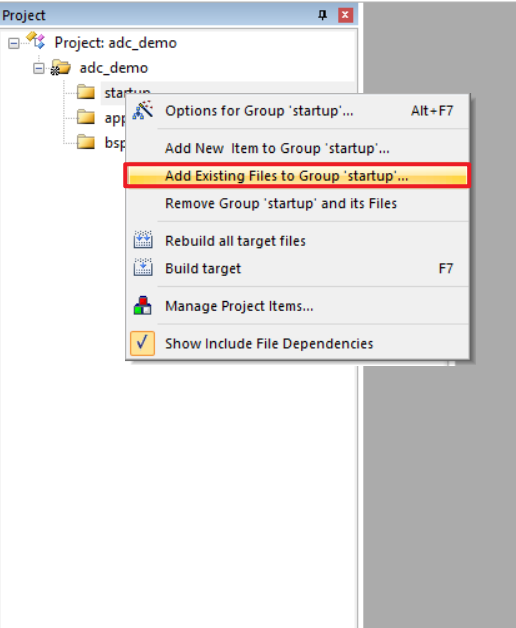 Project
Project: adc_demo
adc_demo
startup
app
bsp
Options for Group 'startup'... Alt+F7
Add New Item to Group 'startup'...
Add Existing Files to Group 'startup'...
Remove Group 'startup' and its Files
Rebuild all target files
Build target F7
Manage Project Items...
Show Include File Dependencies